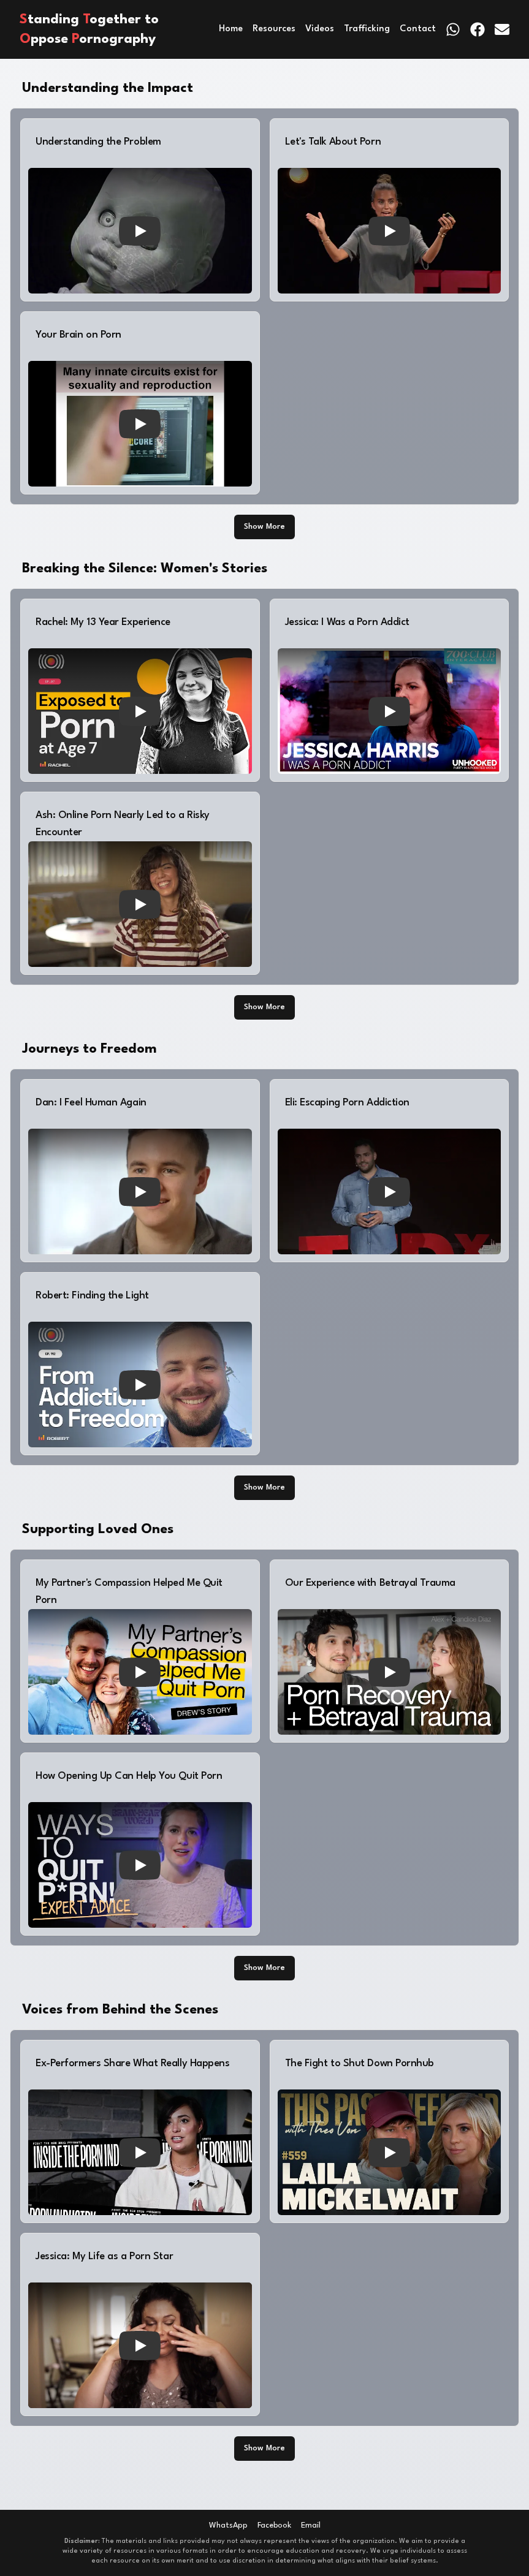 Standing Together to
Oppose Pornography
Home Resources Videos Trafficking Contact
Understanding the Impact
Understanding the Problem
Let's Talk About Porn
Your Brain on Porn
Many innate circuits exist for
sexuality and reproduction
Show More
Breaking the Silence: Women's Stories
Rachel: My 13 Year Experience
Exposed to
Porn
at Age 7
RACHEL
Jessica: I Was a Porn Addict
700 CLUB
INTERACTIVE
JESSICA HARRIS
I WAS A PORN ADDICT
UNHOOKED
Ash: Online Porn Nearly Led to a Risky
Encounter
Show More
Journeys to Freedom
Dan: I Feel Human Again
Eli: Escaping Porn Addiction
Robert: Finding the Light
From
Addiction
to Freedom
ROBERT
Show More
Supporting Loved Ones
My Partner's Compassion Helped Me Quit
Porn
My Partner's
Compassion
Helped Me
Quit Porn
DREW'S STORY
Our Experience with Betrayal Trauma
Porn Recovery
+ Betrayal Trauma
How Opening Up Can Help You Quit Porn
WAYS
TO
QUIT
P*RN!
EXPERT ADVICE
Show More
Voices from Behind the Scenes
Ex-Performers Share What Really Happens
INSIDE THE PORN IND
The Fight to Shut Down Pornhub
THIS PAST WEEKEND
with Theo Von
#559
LAILA
MICKELWAIT
Jessica: My Life as a Porn Star
Show More
WhatsApp Facebook Email
Disclaimer: The materials and links provided may not always represent the views of the organization. We aim to provide a
wide variety of resources in various formats in order to encourage education and recovery. We urge individuals to assess
each resource on its own merit and to use discretion in determining what aligns with their belief systems.